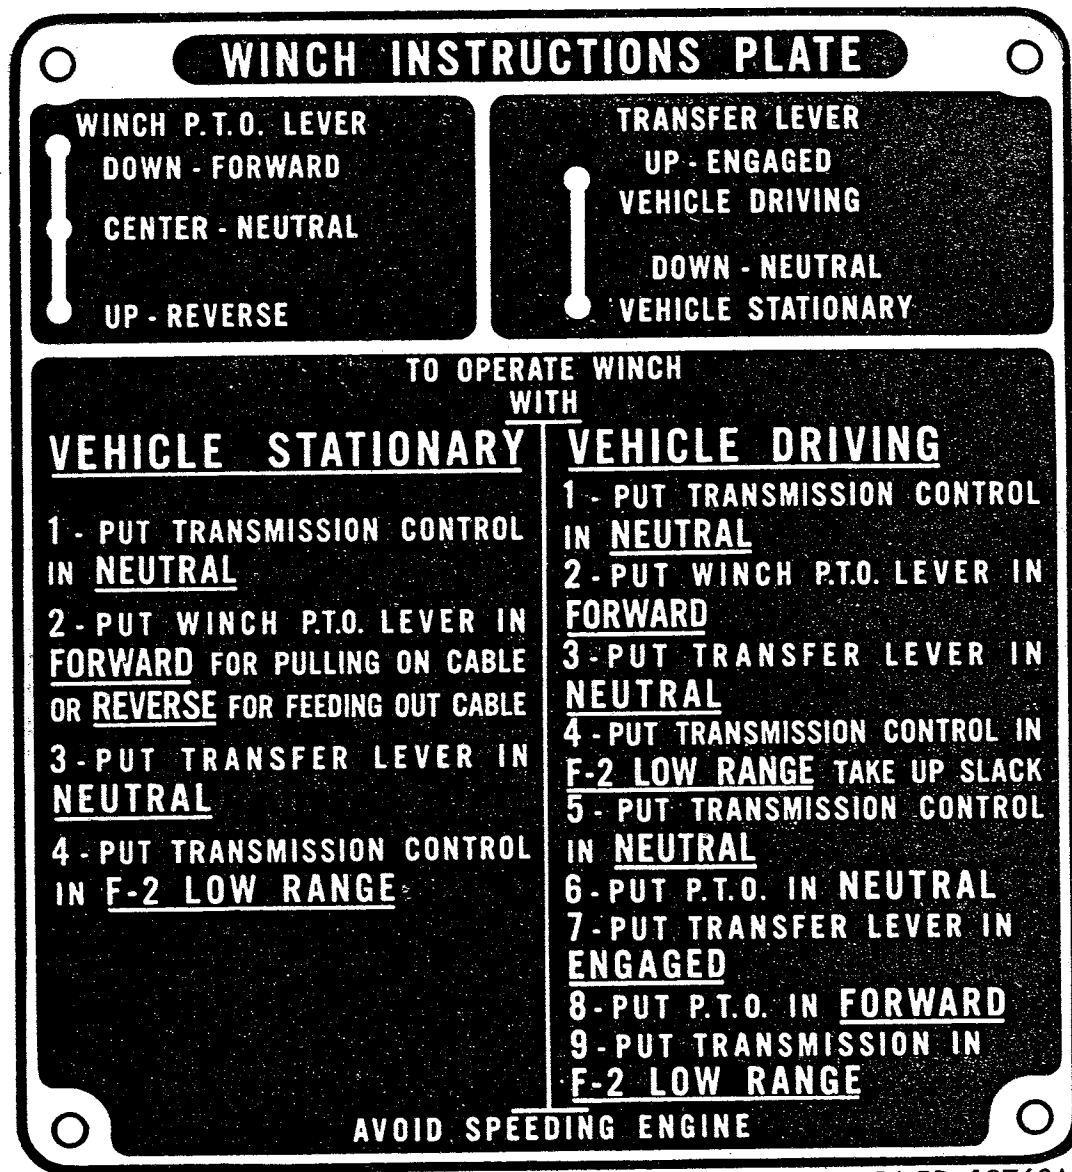 WINCH INSTRUCTIONS PLATE
WINCH P.T.O. LEVER
DOWN - FORWARD
CENTER - NEUTRAL
UP - REVERSE
TRANSFER LEVER
UP - ENGAGED
VEHICLE DRIVING
DOWN - NEUTRAL
VEHICLE STATIONARY
TO OPERATE WINCH
WITH
VEHICLE STATIONARY
1 - PUT TRANSMISSION CONTROL
IN NEUTRAL
2 - PUT WINCH P.T.O. LEVER IN
FORWARD FOR PULLING ON CABLE
OR REVERSE FOR FEEDING OUT CABLE
3 - PUT TRANSFER LEVER IN
NEUTRAL
4 - PUT TRANSMISSION CONTROL
IN F-2 LOW RANGE
VEHICLE DRIVING
1 - PUT TRANSMISSION CONTROL
IN NEUTRAL
2 - PUT WINCH P.T.O. LEVER IN
FORWARD
3 - PUT TRANSFER LEVER IN
NEUTRAL
4 - PUT TRANSMISSION CONTROL IN
F-2 LOW RANGE TAKE UP SLACK
5 - PUT TRANSMISSION CONTROL
IN NEUTRAL
6 - PUT P.T.O. IN NEUTRAL
7 - PUT TRANSFER LEVER IN
ENGAGED
8 - PUT P.T.O. IN FORWARD
9 - PUT TRANSMISSION IN
F-2 LOW RANGE
AVOID SPEEDING ENGINE